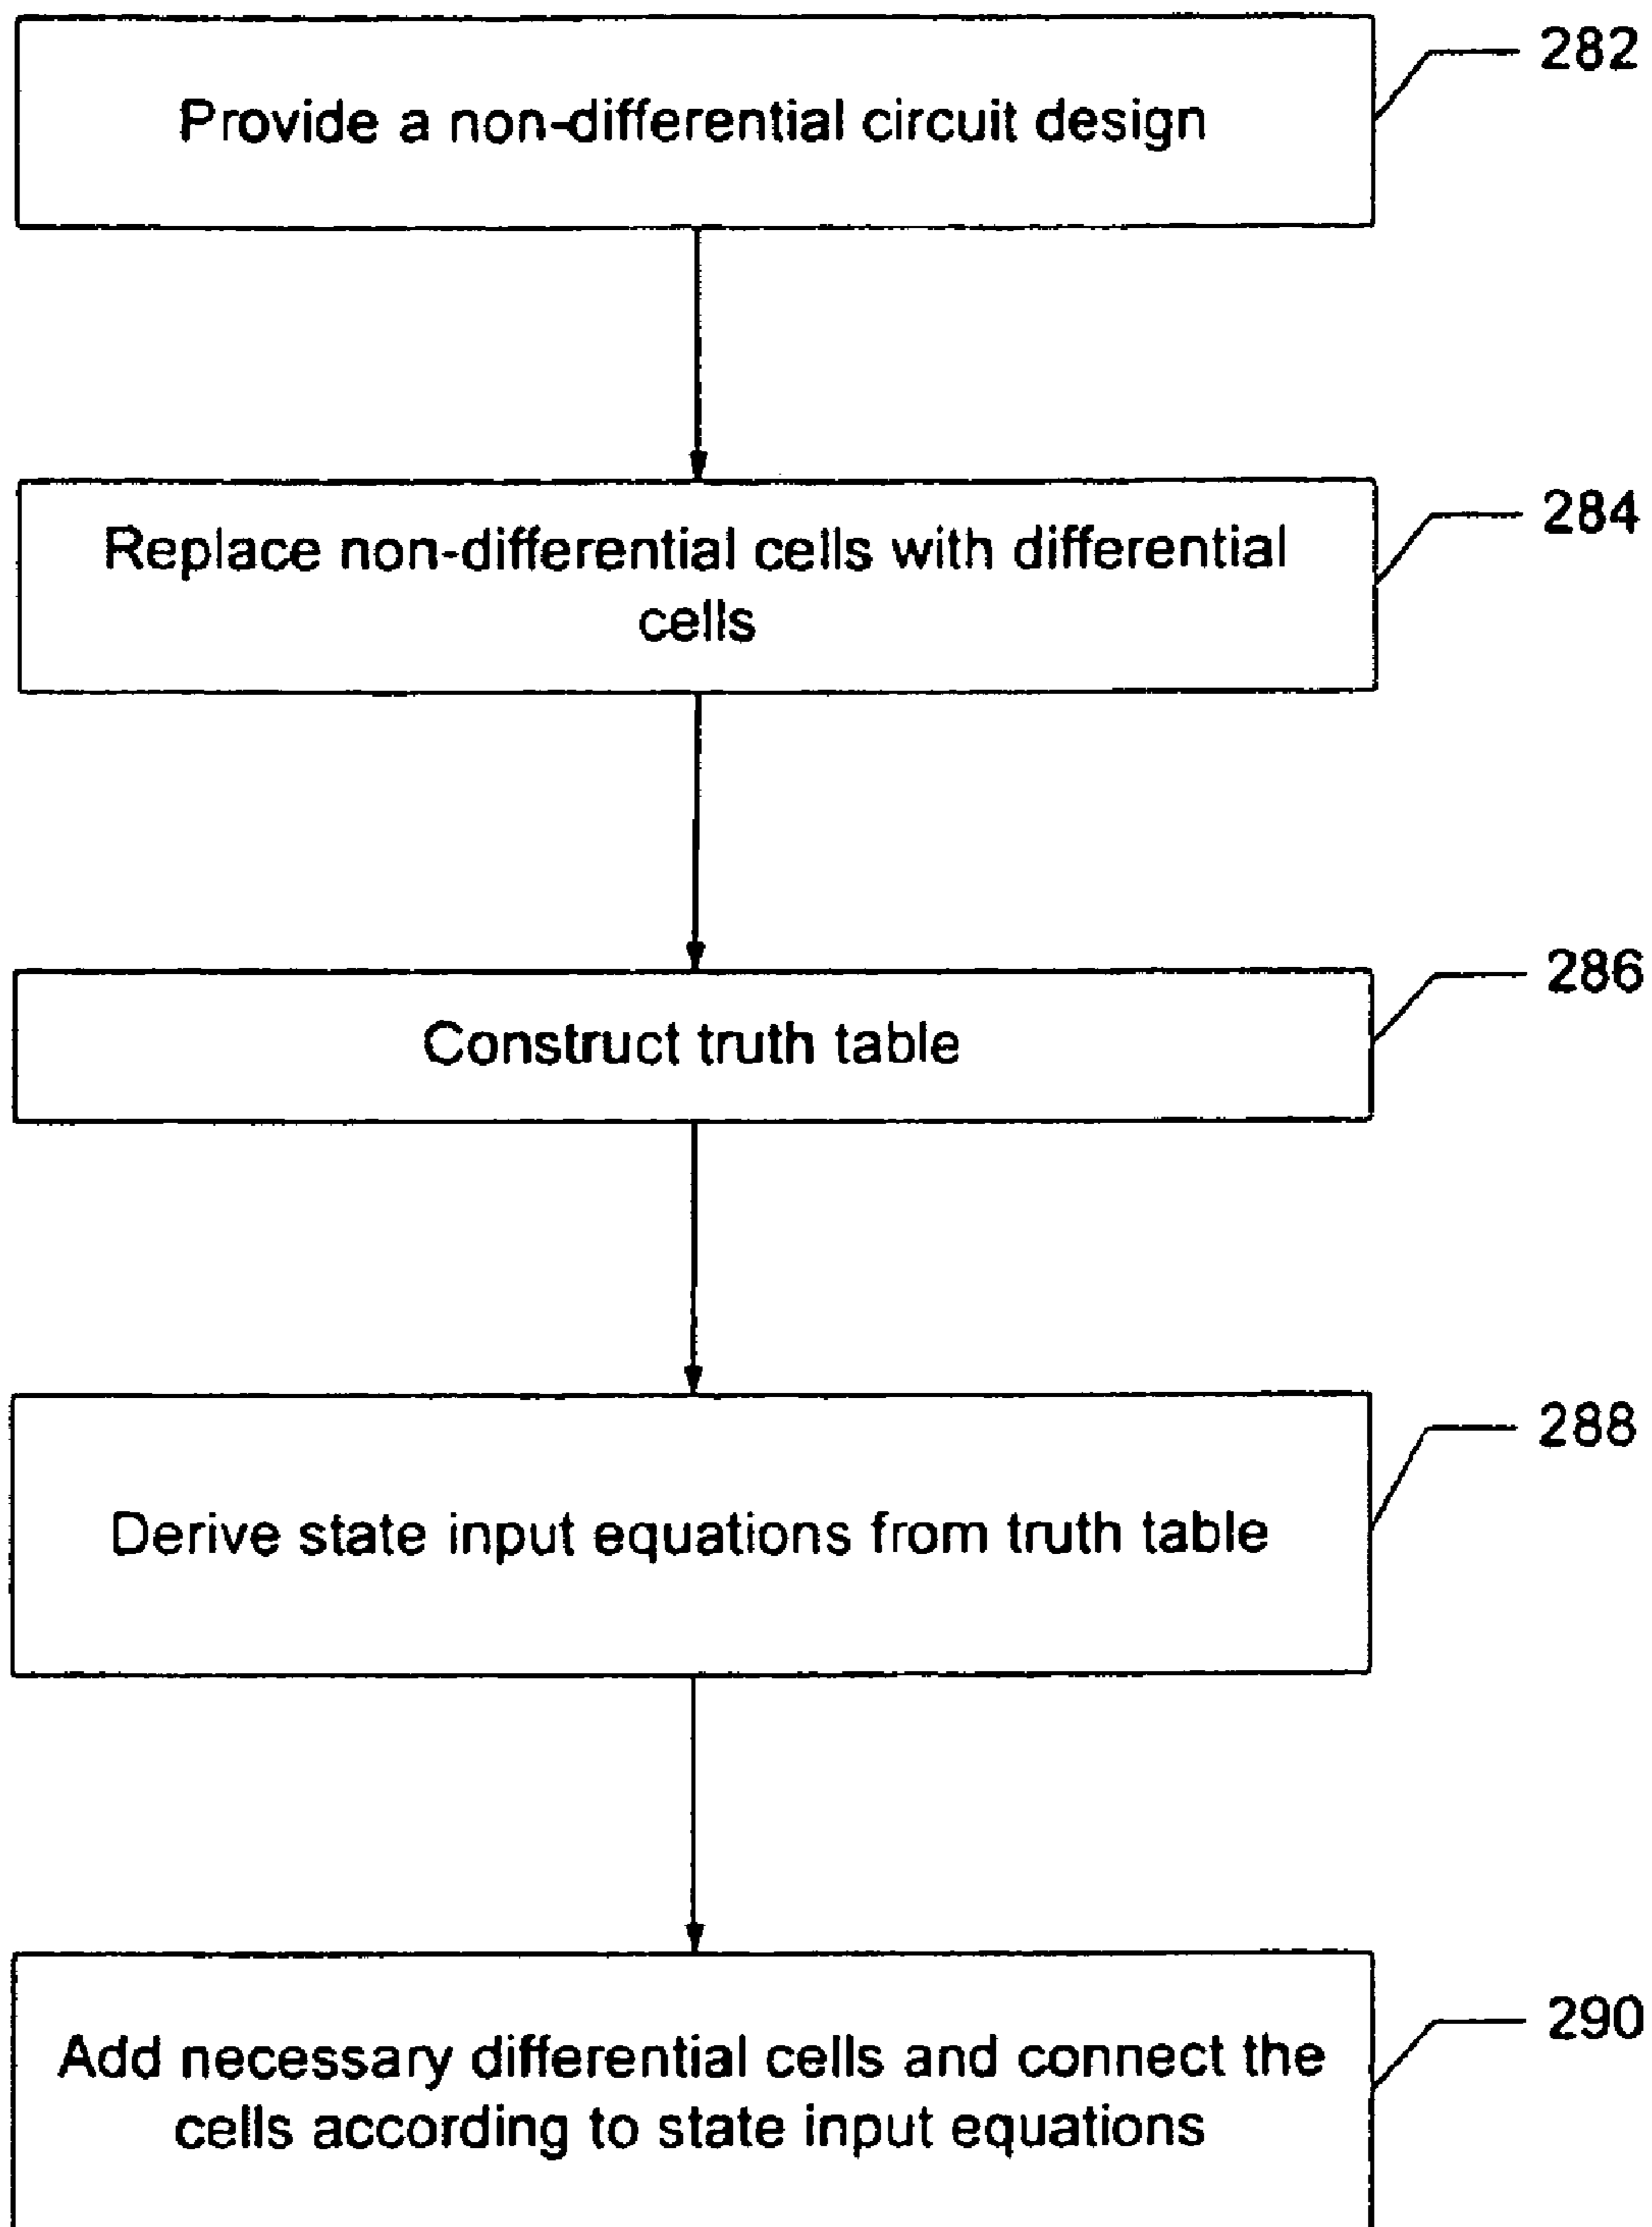 282
Provide a non-differential circuit design
284
Replace non-differential cells with differential
cells
286
Construct truth table
288
Derive state input equations from truth table
290
Add necessary differential cells and connect the
cells according to state input equations